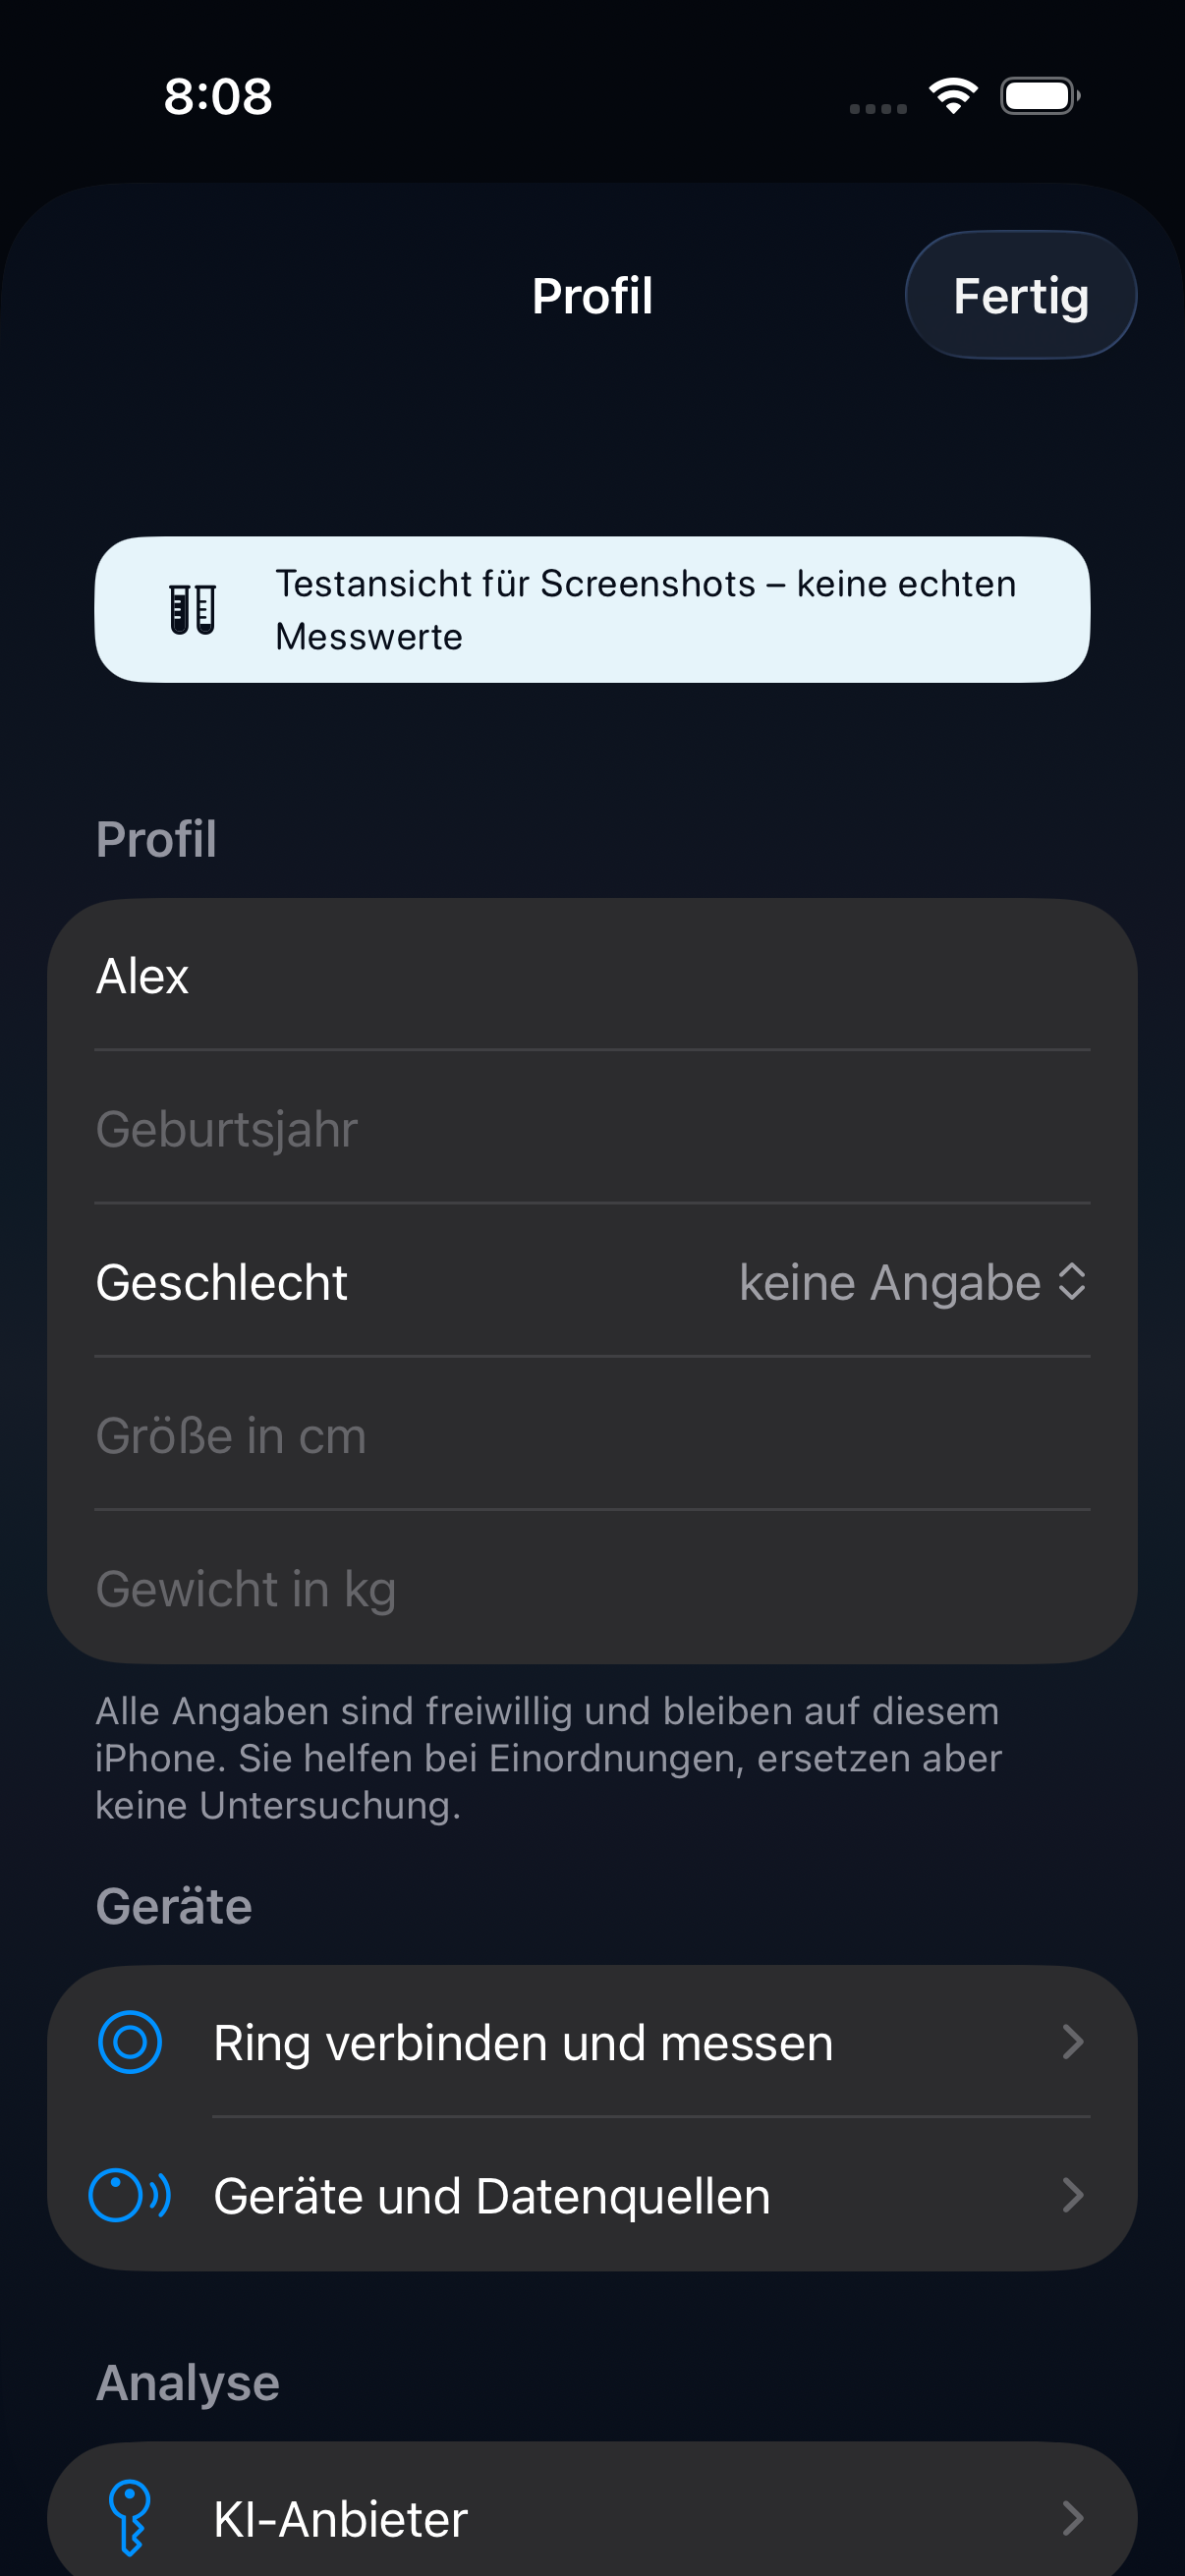 8:08
Profil
Fertig
Testansicht für Screenshots – keine echten
Messwerte
Profil
Alex
Geburtsjahr
Geschlecht keine Angabe
Größe in cm
Gewicht in kg
Alle Angaben sind freiwillig und bleiben auf diesem
iPhone. Sie helfen bei Einordnungen, ersetzen aber
keine Untersuchung.
Geräte
Ring verbinden und messen
Geräte und Datenquellen
Analyse
KI-Anbieter